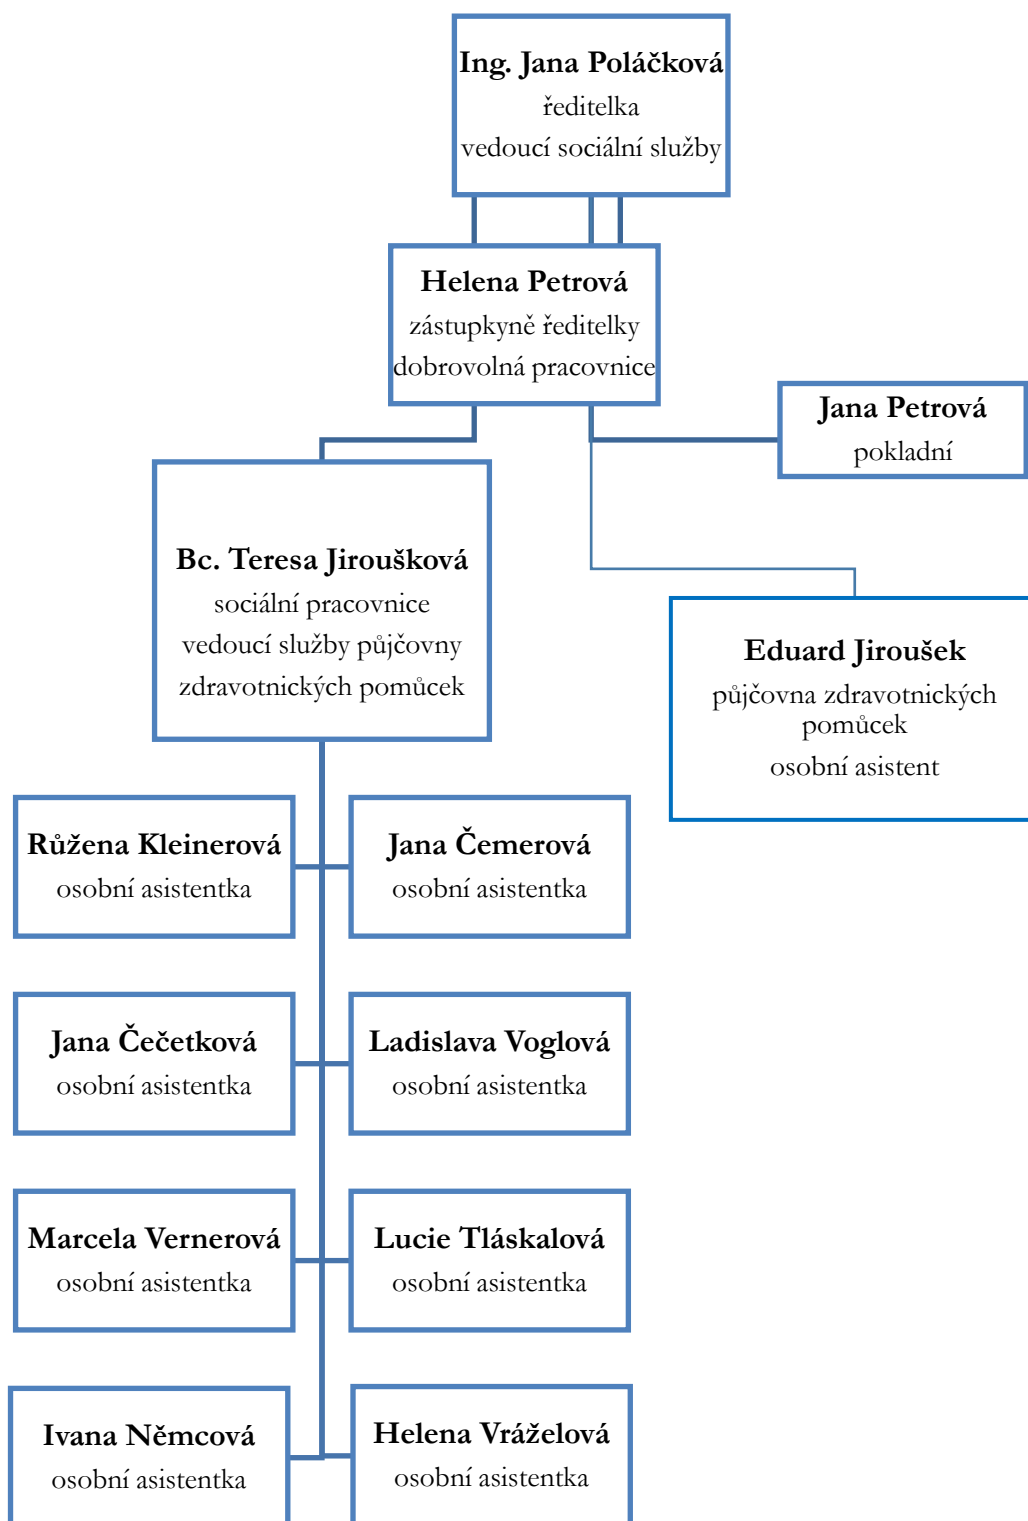 Ing. Jana Poláčková
ředitelka
vedoucí sociální služby
Helena Petrová
zástupkyně ředitelky
dobrovolná pracovnice
Jana Petrová
pokladní
Bc. Teresa Jiroušková
sociální pracovnice
vedoucí služby půjčovny
zdravotnických pomůcek
Eduard Jiroušek
půjčovna zdravotnických
pomůcek
osobní asistent
Růžena Kleinerová
osobní asistentka
Jana Čemerová
osobní asistentka
Jana Čečetková
osobní asistentka
Ladislava Voglová
osobní asistentka
Marcela Vernerová
osobní asistentka
Lucie Tláskalová
osobní asistentka
Ivana Němcová
osobní asistentka
Helena Vráželová
osobní asistentka